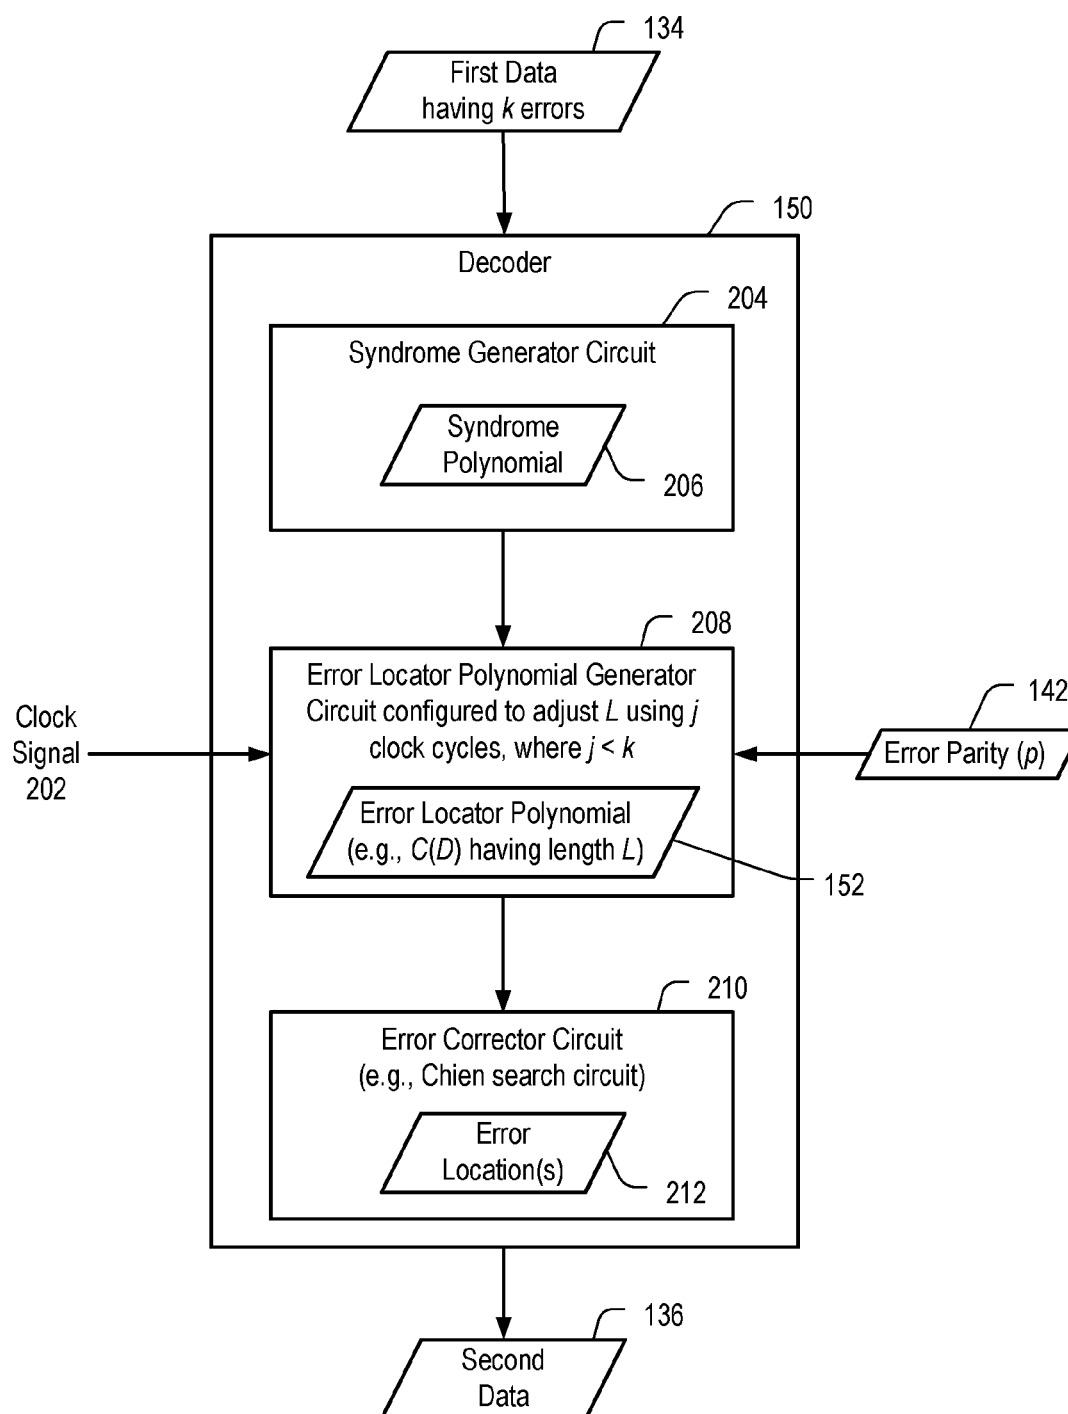 134
First Data
having k errors
150
Decoder
204
Syndrome Generator Circuit
Syndrome
Polynomial
206
208
Error Locator Polynomial Generator
Circuit configured to adjust L using j
clock cycles, where j < k
Clock
Signal
202
142
Error Parity (p)
Error Locator Polynomial
(e.g., C(D) having length L)
152
210
Error Corrector Circuit
(e.g., Chien search circuit)
Error
Location(s)
212
136
Second
Data